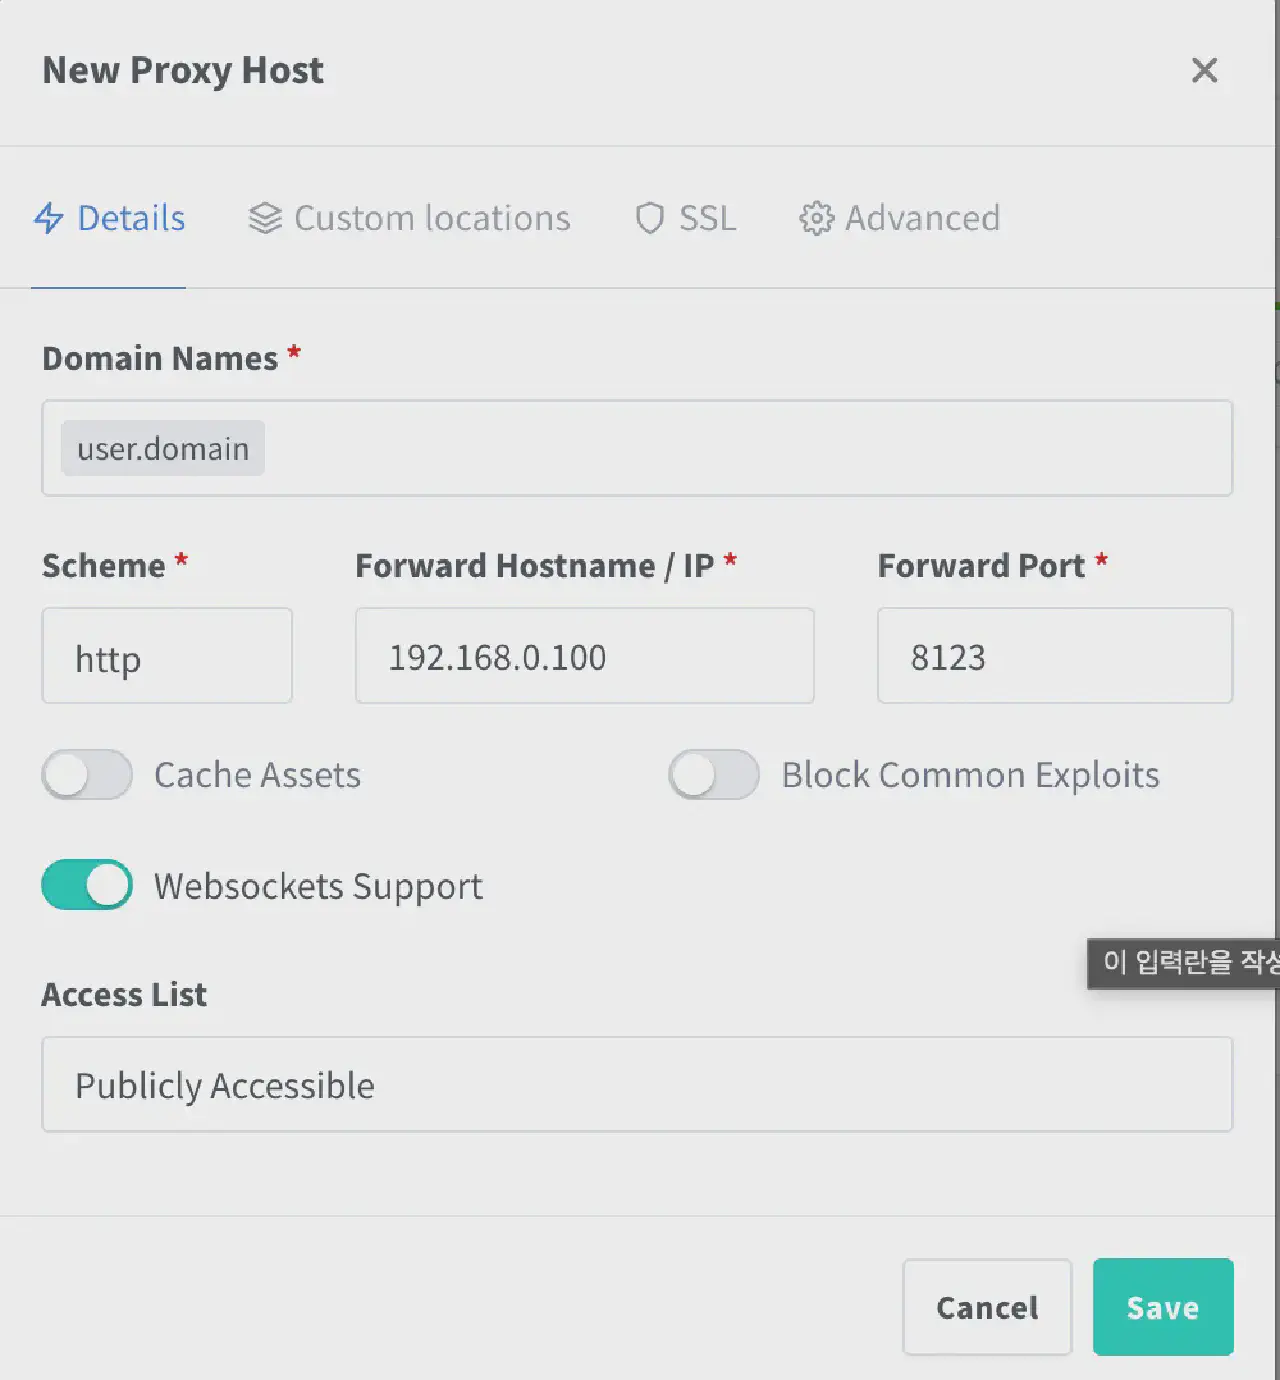 New Proxy Host
Details Custom locations SSL Advanced
Domain Names *
user.domain
Scheme * Forward Hostname / IP * Forward Port *
http 192.168.0.100 8123
Cache Assets Block Common Exploits
Websockets Support
이 입력란을
Access List
Publicly Accessible
Cancel Save